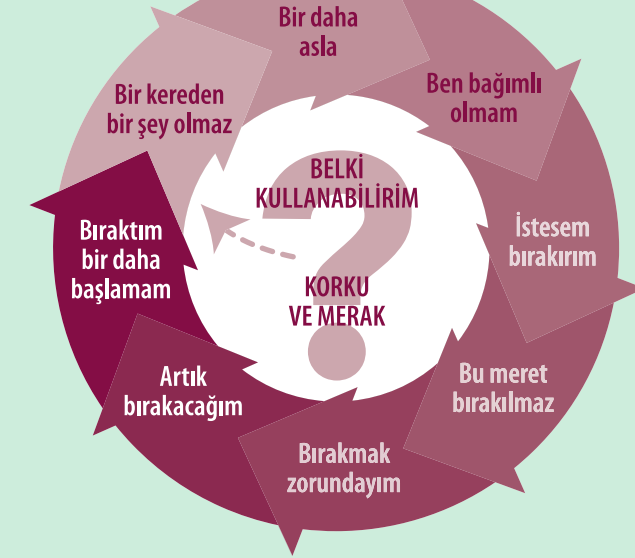 Bir daha
asla
Ben bağımlı
olmam
İstesem
bırakırım
Bu meret
bırakılmaz
Bırakmak
zorundayım
Artık
bırakacağım
Bıraktım
bir daha
başlamam
Bir kereden
bir şey olmaz
BELKİ
KULLANABİLİRİM
KORKU
VE MERAK
?